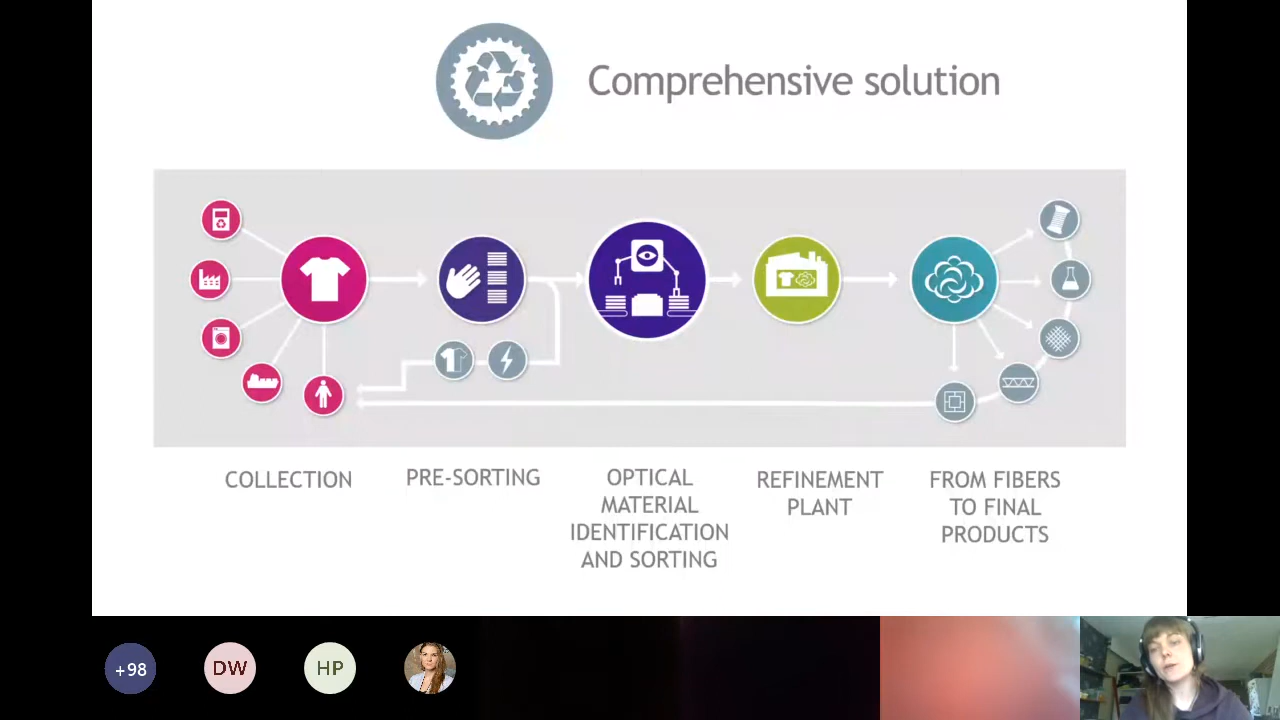 Comprehensive solution
COLLECTION
PRE-SORTING
OPTICAL
MATERIAL
IDENTIFICATION
AND SORTING
REFINEMENT
PLANT
FROM FIBERS
TO FINAL
PRODUCTS
+98
DW
HP